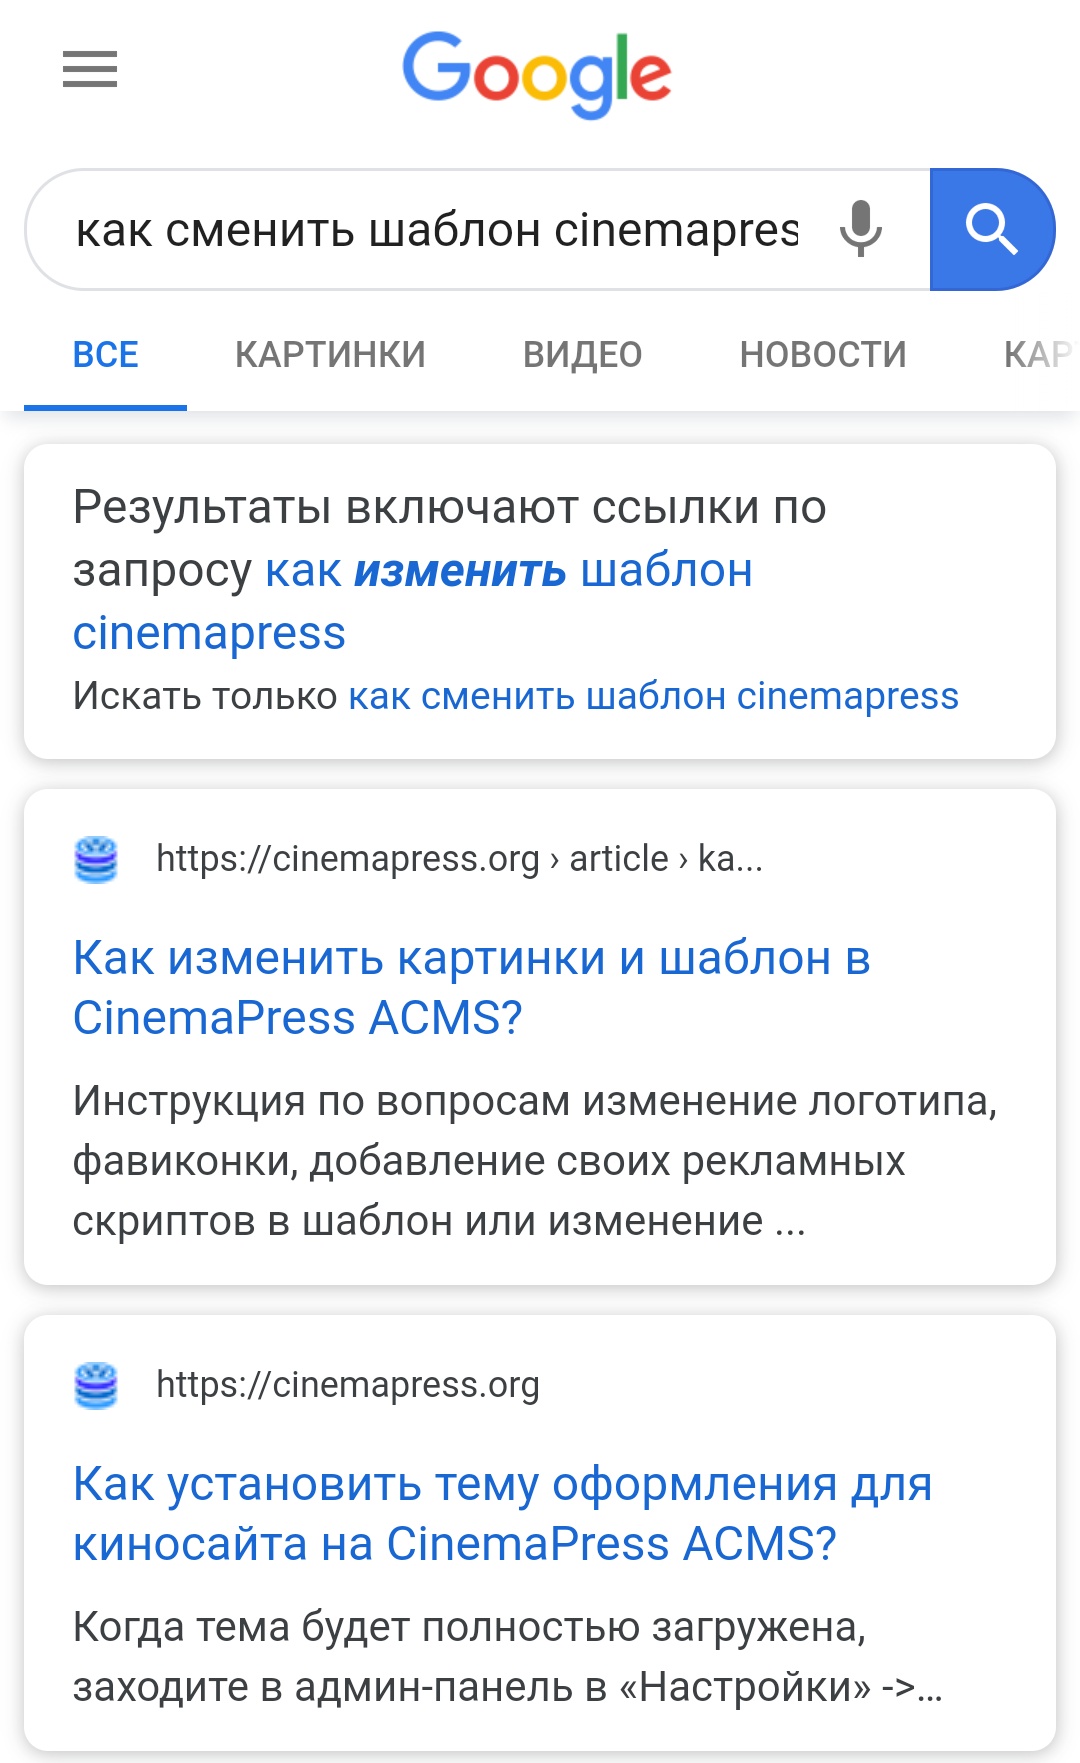 Google
как сменить шаблон cinemapres
ВСЕ КАРТИНКИ ВИДЕО НОВОСТИ КАР
Результаты включают ссылки по
запросу как изменить шаблон
cinemapress
Искать только как сменить шаблон cinemapress
https://cinemapress.org › article › ka...
Как изменить картинки и шаблон в
CinemaPress ACMS?
Инструкция по вопросам изменение логотипа,
фавиконки, добавление своих рекламных
скриптов в шаблон или изменение ...
https://cinemapress.org
Как установить тему оформления для
киносайта на CinemaPress ACMS?
Когда тема будет полностью загружена,
заходите в админ-панель в «Настройки» ->...